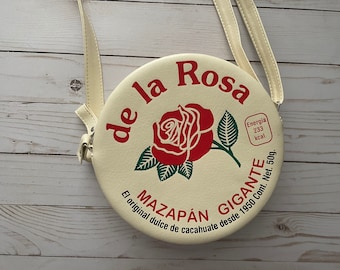 de la Rosa
Energía
233
kcal
MAZAPÁN GIGANTE
El original dulce de cacahuate desde 1950 Cont. Net. 50g.